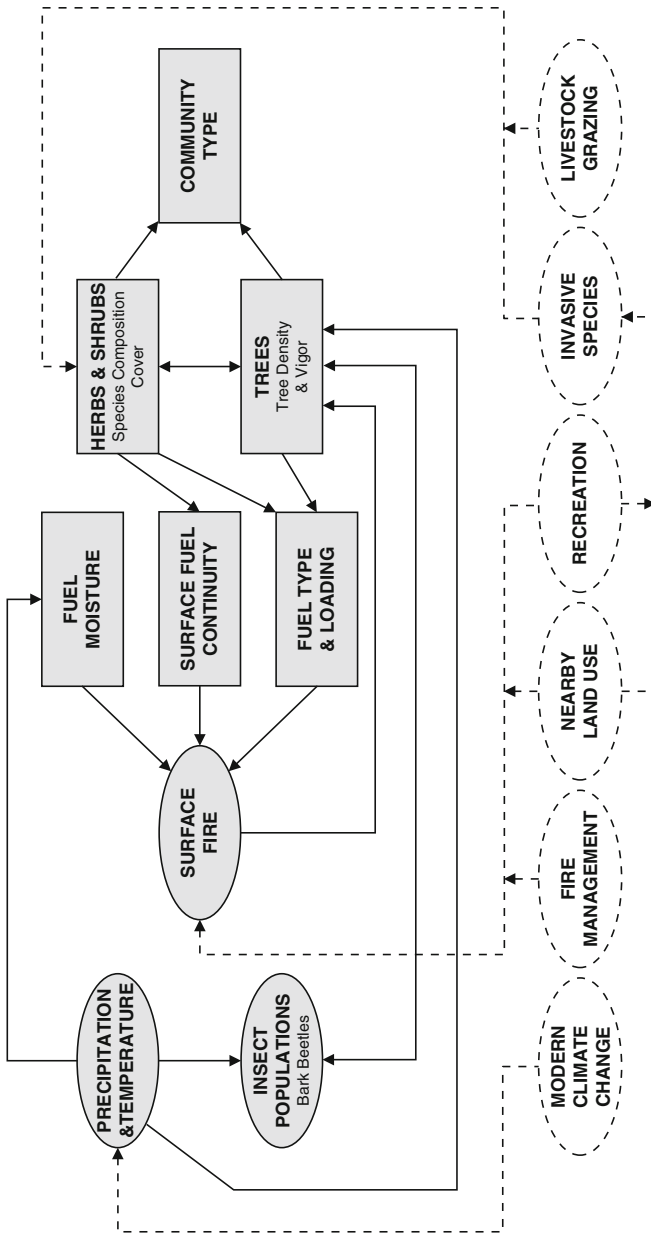 PRECIPITATION
&TEMPERATURE
INSECT
POPULATIONS
Bark Beetles
SURFACE
FIRE
FUEL
MOISTURE
SURFACE FUEL
CONTINUITY
FUEL TYPE
& LOADING
HERBS & SHRUBS
Species Composition
Cover
TREES
Tree Density
& Vigor
COMMUNITY
TYPE
MODERN
CLIMATE
CHANGE
FIRE
MANAGEMENT
NEARBY
LAND USE
RECREATION
INVASIVE
SPECIES
LIVESTOCK
GRAZING